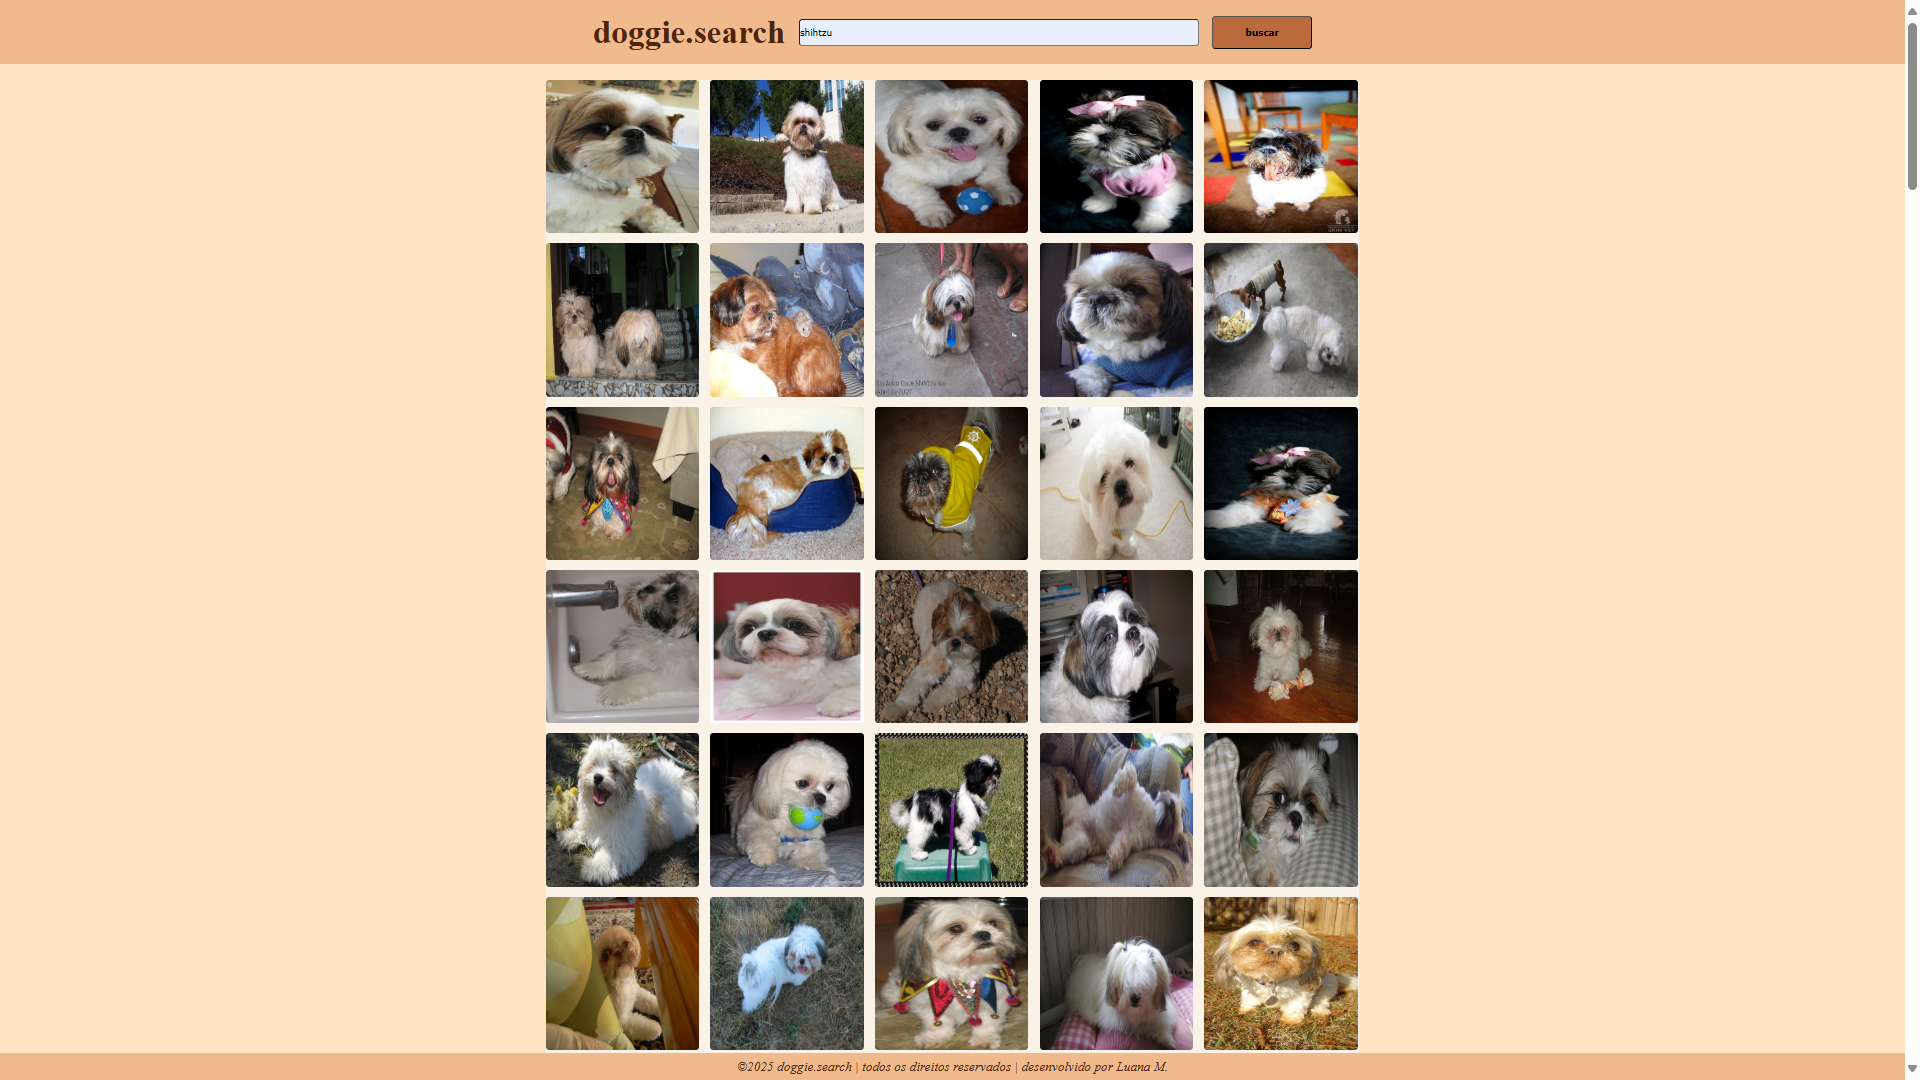 doggie.search
shihtzu
buscar
©2025 doggie.search | todos os direitos reservados | desenvolvido por Luana M.